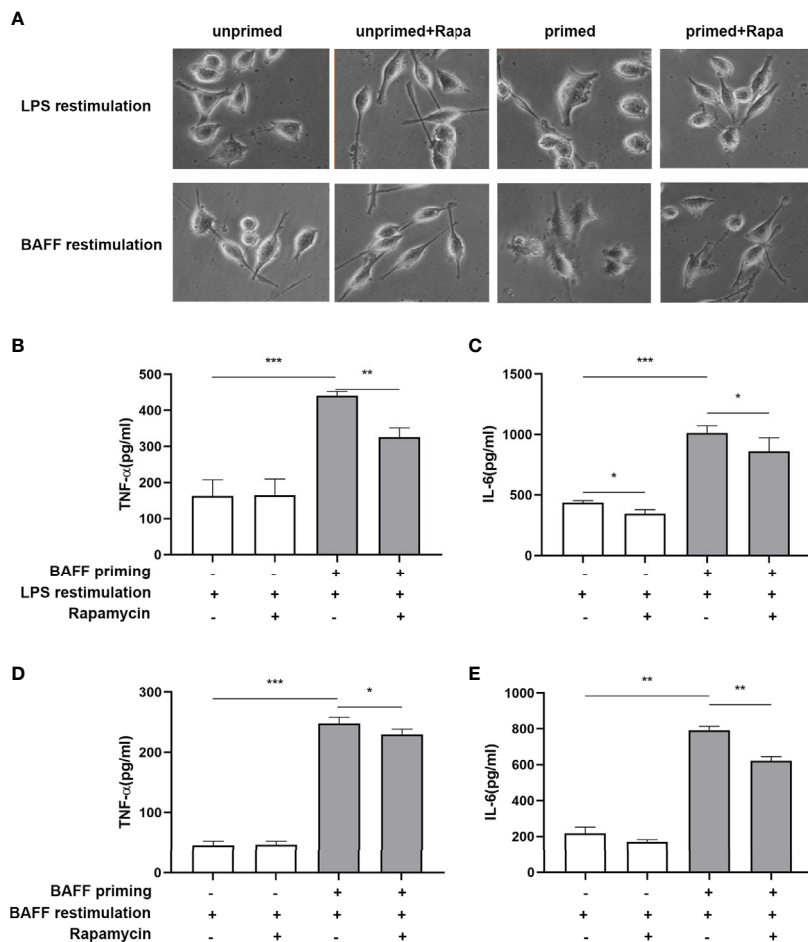 A
unprimed unprimed+Rapa primed primed+Rapa
LPS restimulation
BAFF restimulation
B
***
**
500
400
300
200
100
0
TNF-α(pg/ml)
BAFF priming - - + +
LPS restimulation + + + +
Rapamycin - + - +
C
***
*
*
1500
1000
500
0
IL-6(pg/ml)
- - + +
+ + + +
- + - +
D
***
*
300
200
100
0
TNF-α(pg/ml)
BAFF priming - - + +
BAFF restimulation + + + +
Rapamycin - + - +
E
**
**
1000
800
600
400
200
0
IL-6(pg/ml)
- - + +
+ + + +
- + - +